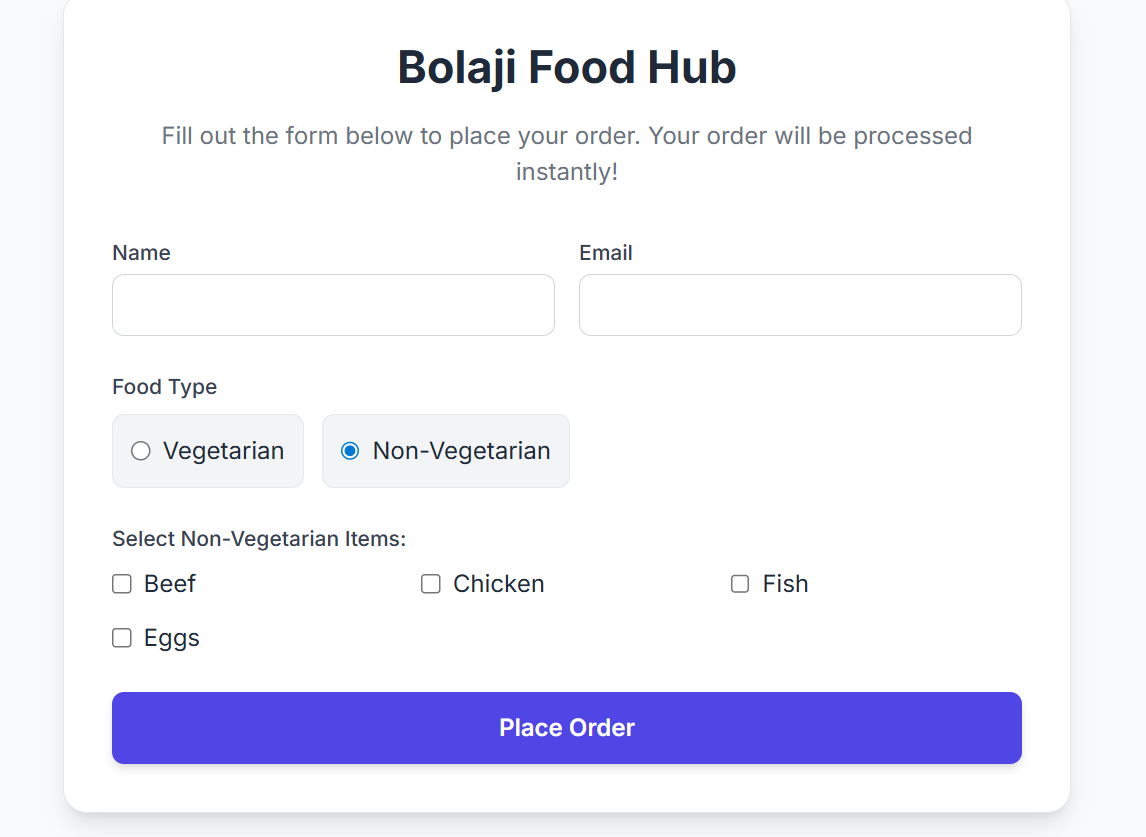 Bolaji Food Hub
Fill out the form below to place your order. Your order will be processed
instantly!
Name Email
Food Type
Vegetarian Non-Vegetarian
Select Non-Vegetarian Items:
Beef Chicken Fish
Eggs
Place Order